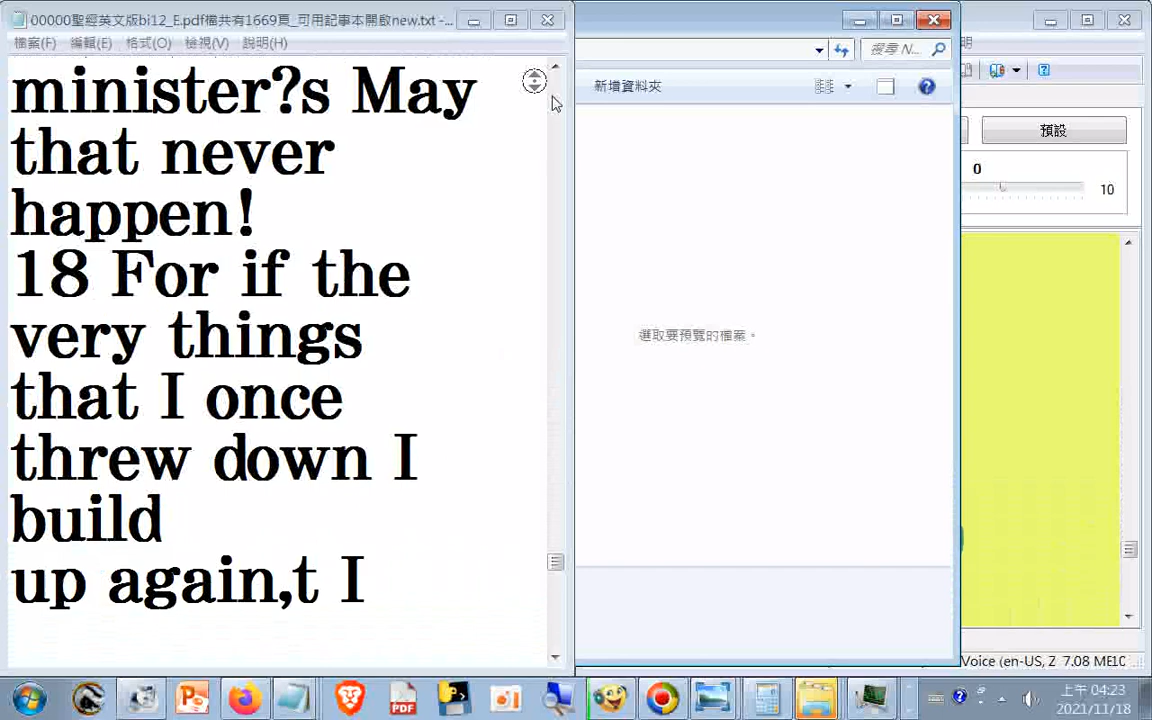 00000聖經英文版bi12_E.pdf檔共有1669頁_可用記事本開啟new.txt -...
檔案(F) 編輯(E) 格式(O) 檢視(V) 說明(H)
minister?s May
that never
happen!
18 For if the
very things
that I once
threw down I
build
up again,t I
搜尋 N...
新增資料夾
選取要預覽的檔案。
明
預設
0
10
Voice (en-US, Z 7.08 ME10
上午 04:23
2021/11/18
PDF